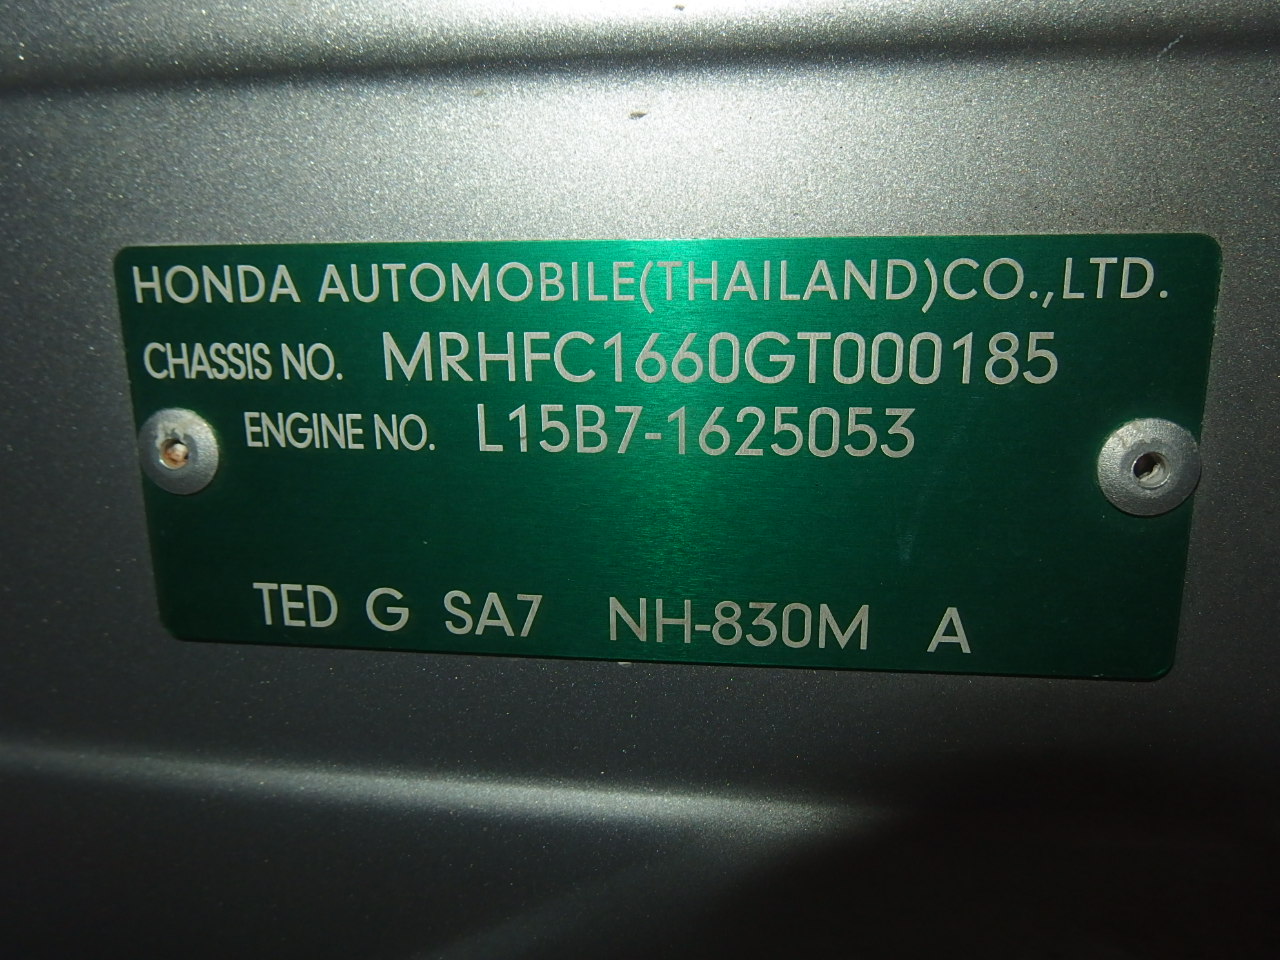 HONDA AUTOMOBILE(THAILAND)CO.,LTD.
CHASSIS NO. MRHFC1660GT000185
ENGINE NO. L15B7-1625053
TED G SA7 NH-830M A